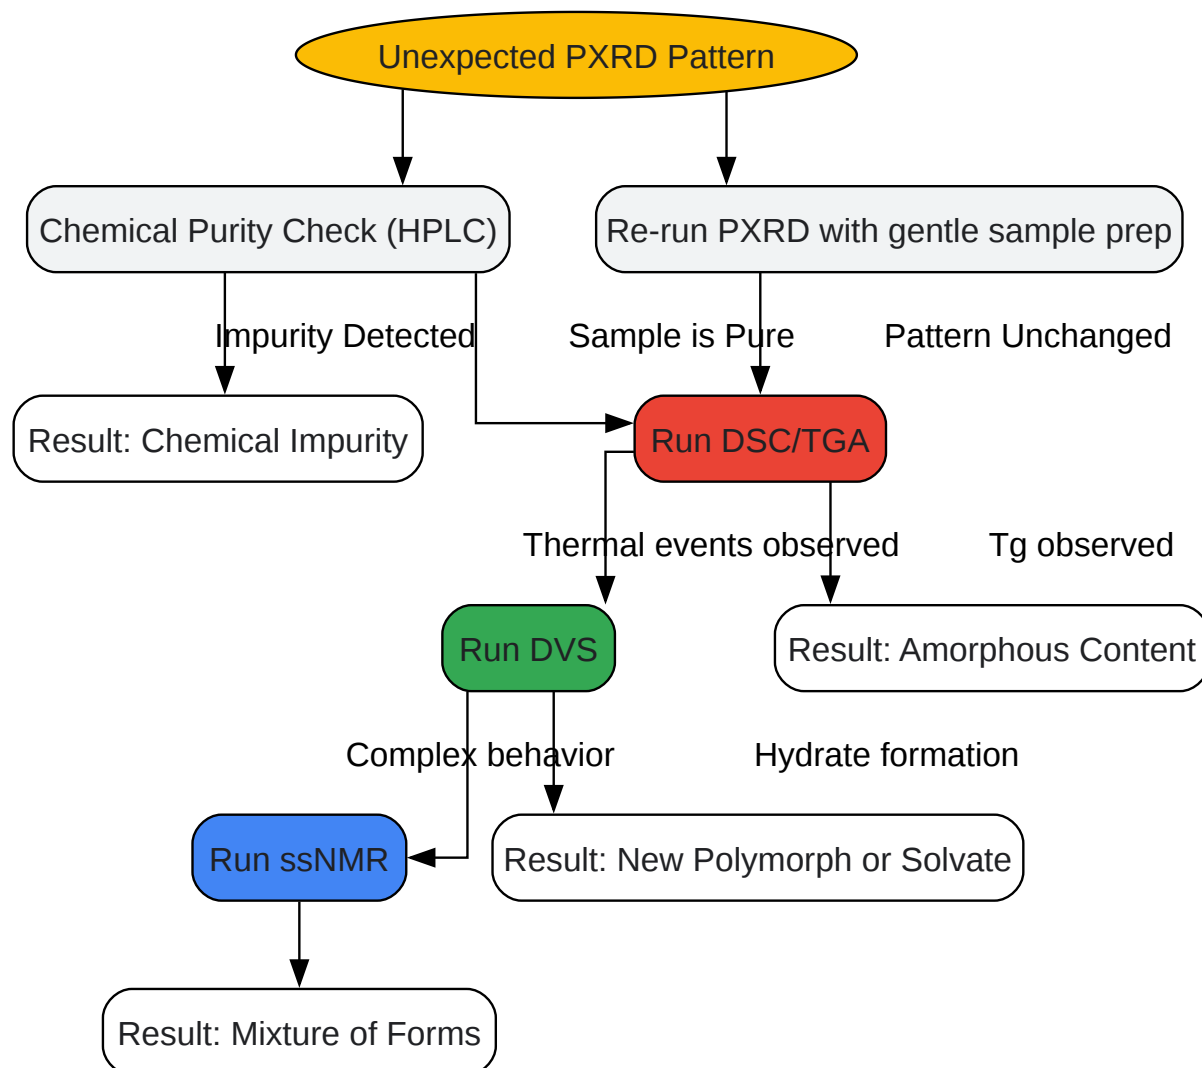 Unexpected PXRD Pattern
Chemical Purity Check (HPLC)
Re-run PXRD with gentle sample prep
Impurity Detected
Sample is Pure
Pattern Unchanged
Result: Chemical Impurity
Run DSC/TGA
Thermal events observed
Tg observed
Run DVS
Result: Amorphous Content
Complex behavior
Hydrate formation
Run ssNMR
Result: New Polymorph or Solvate
Result: Mixture of Forms